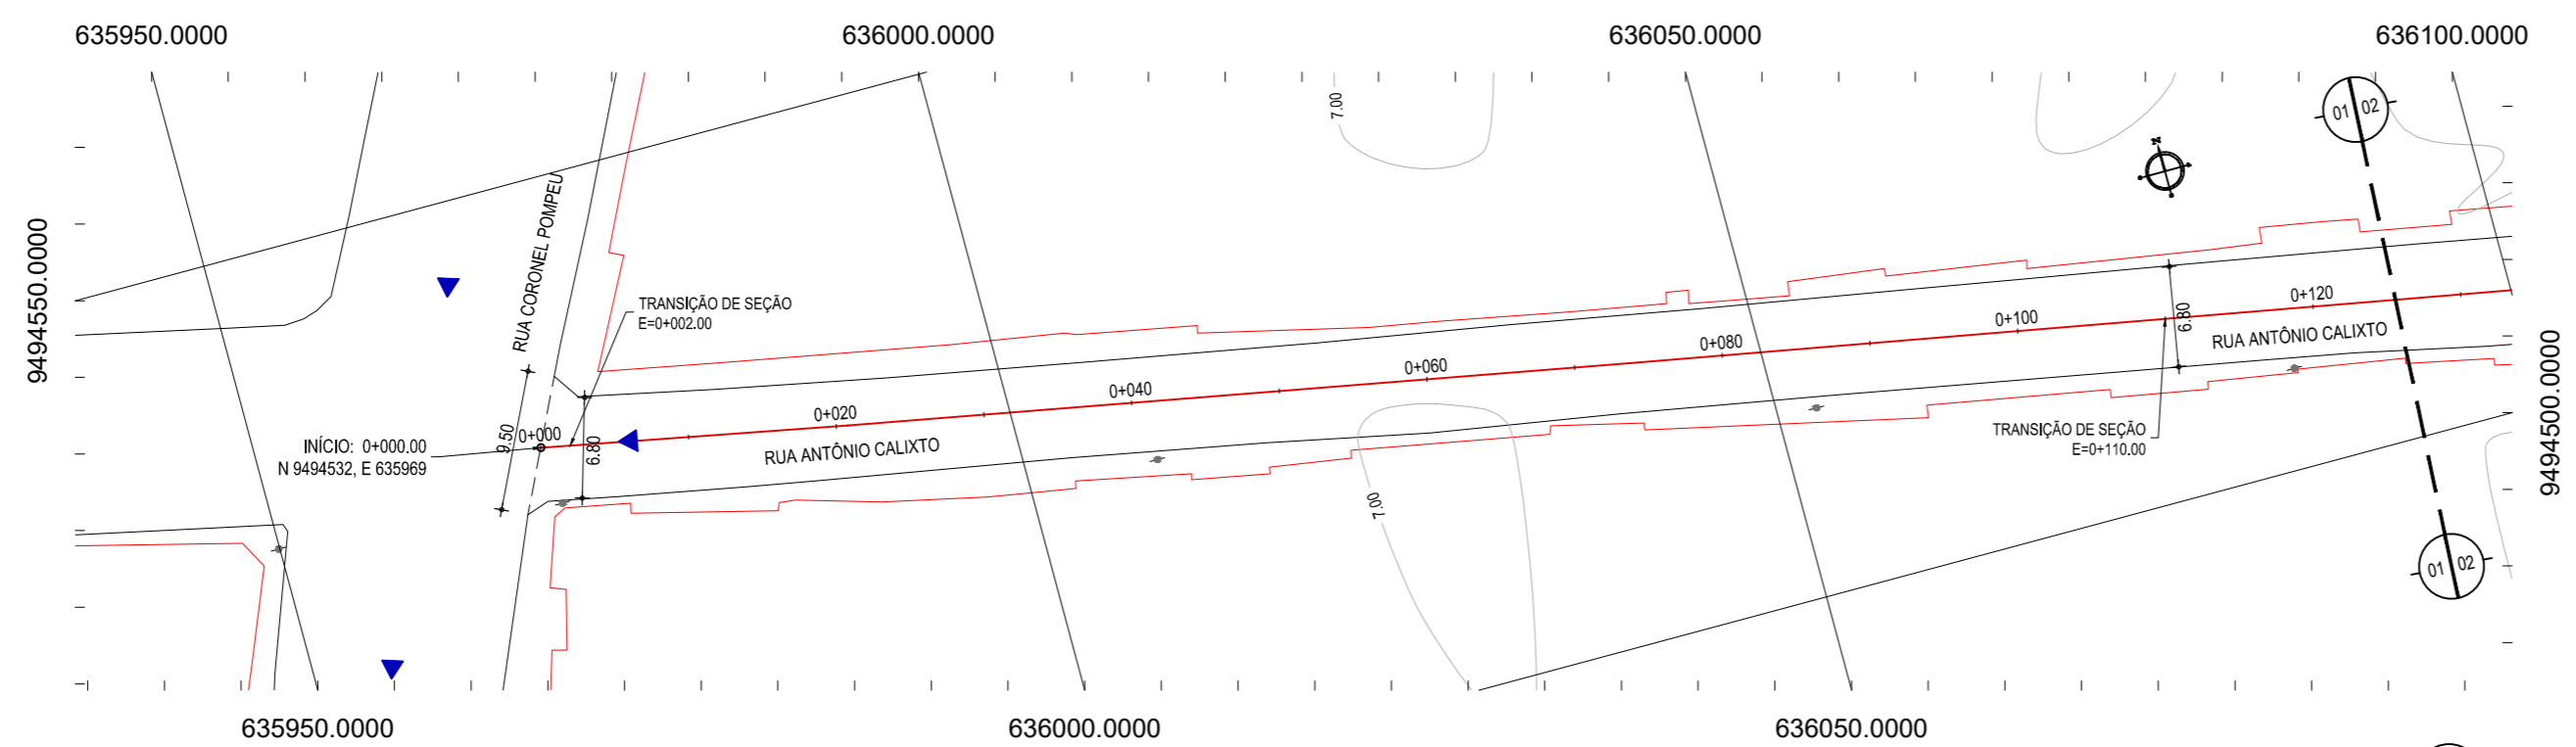 635950.0000
636000.0000
636050.0000
636100.0000
7.00
01
02
RUA CORONEL POMPEU
9494550.0000
TRANSIÇÃO DE SEÇÃO
E=0+002.00
0+120
0+100
6.80
RUA ANTÔNIO CALIXTO
0+080
0+060
0+040
0+020
9494500.0000
0+000
9.50
6.80
INÍCIO: 0+000.00
N 9494532, E 635969
RUA ANTÔNIO CALIXTO
TRANSIÇÃO DE SEÇÃO
E=0+110.00
7.00
01
02
635950.0000
636000.0000
636050.0000